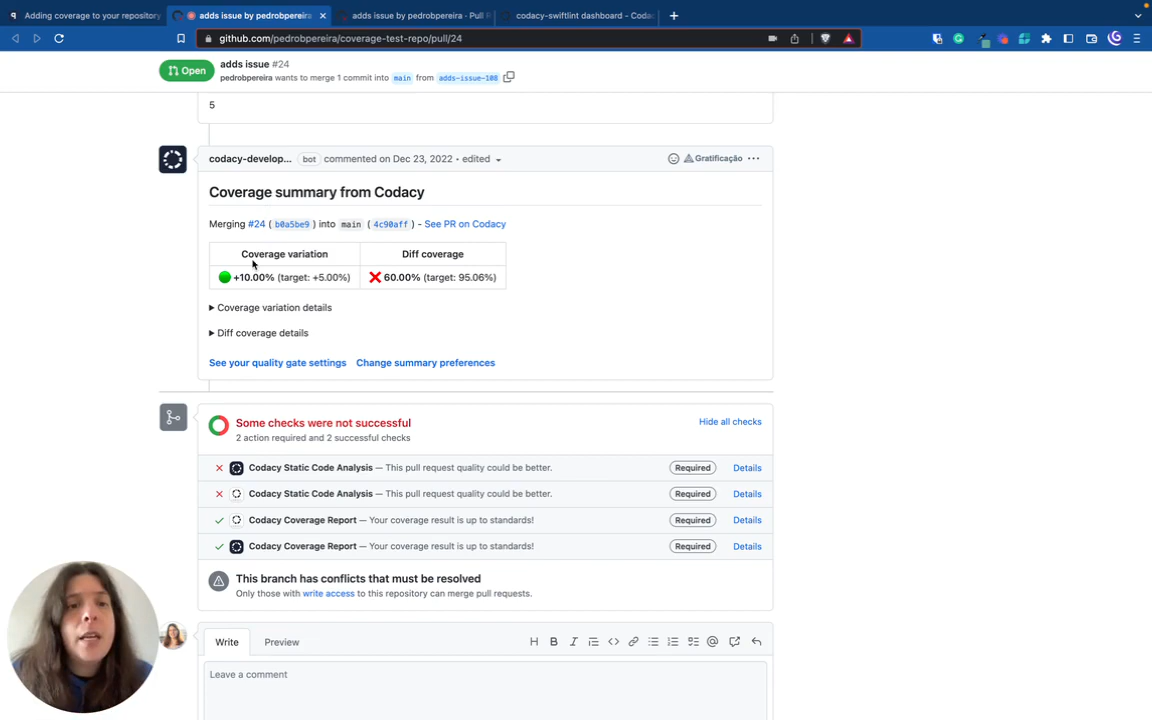 Adding coverage to your repository
adds issue by pedrobpereira
adds issue by pedrobpereira · Pull R
codacy-swiftlint dashboard – Codac
github.com/pedrobpereira/coverage-test-repo/pull/24
Open
adds issue #24
pedrobpereira wants to merge 1 commit into main from adds-issue-108
5
codacy-develop... bot commented on Dec 23, 2022 • edited
Gratificação
Coverage summary from Codacy
Merging #24 ( b0a5be9 ) into main ( 4c90aff ) - See PR on Codacy
Coverage variation Diff coverage
+10.00% (target: +5.00%) 60.00% (target: 95.06%)
Coverage variation details
Diff coverage details
See your quality gate settings Change summary preferences
Some checks were not successful
Hide all checks
2 action required and 2 successful checks
Codacy Static Code Analysis — This pull request quality could be better. Required Details
Codacy Static Code Analysis — This pull request quality could be better. Required Details
Codacy Coverage Report — Your coverage result is up to standards! Required Details
Codacy Coverage Report — Your coverage result is up to standards! Required Details
This branch has conflicts that must be resolved
Only those with write access to this repository can merge pull requests.
Write Preview
Leave a comment